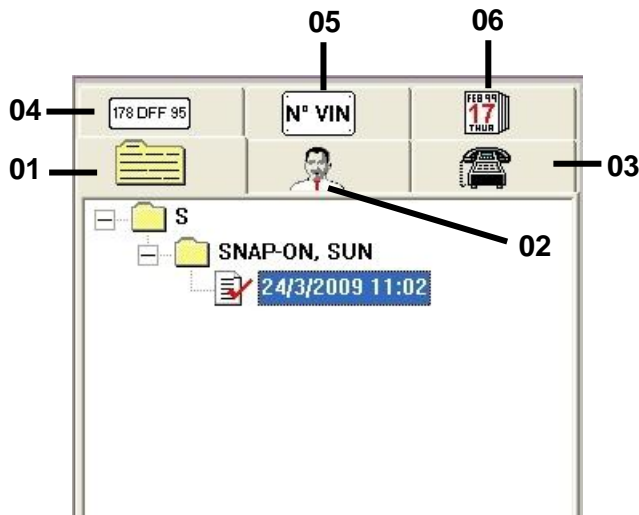 05
06
04
178 DFF 95
N° VIN
FEB 99
17
THUR
01
03
02
S
SNAP-ON, SUN
24/3/2009 11:02